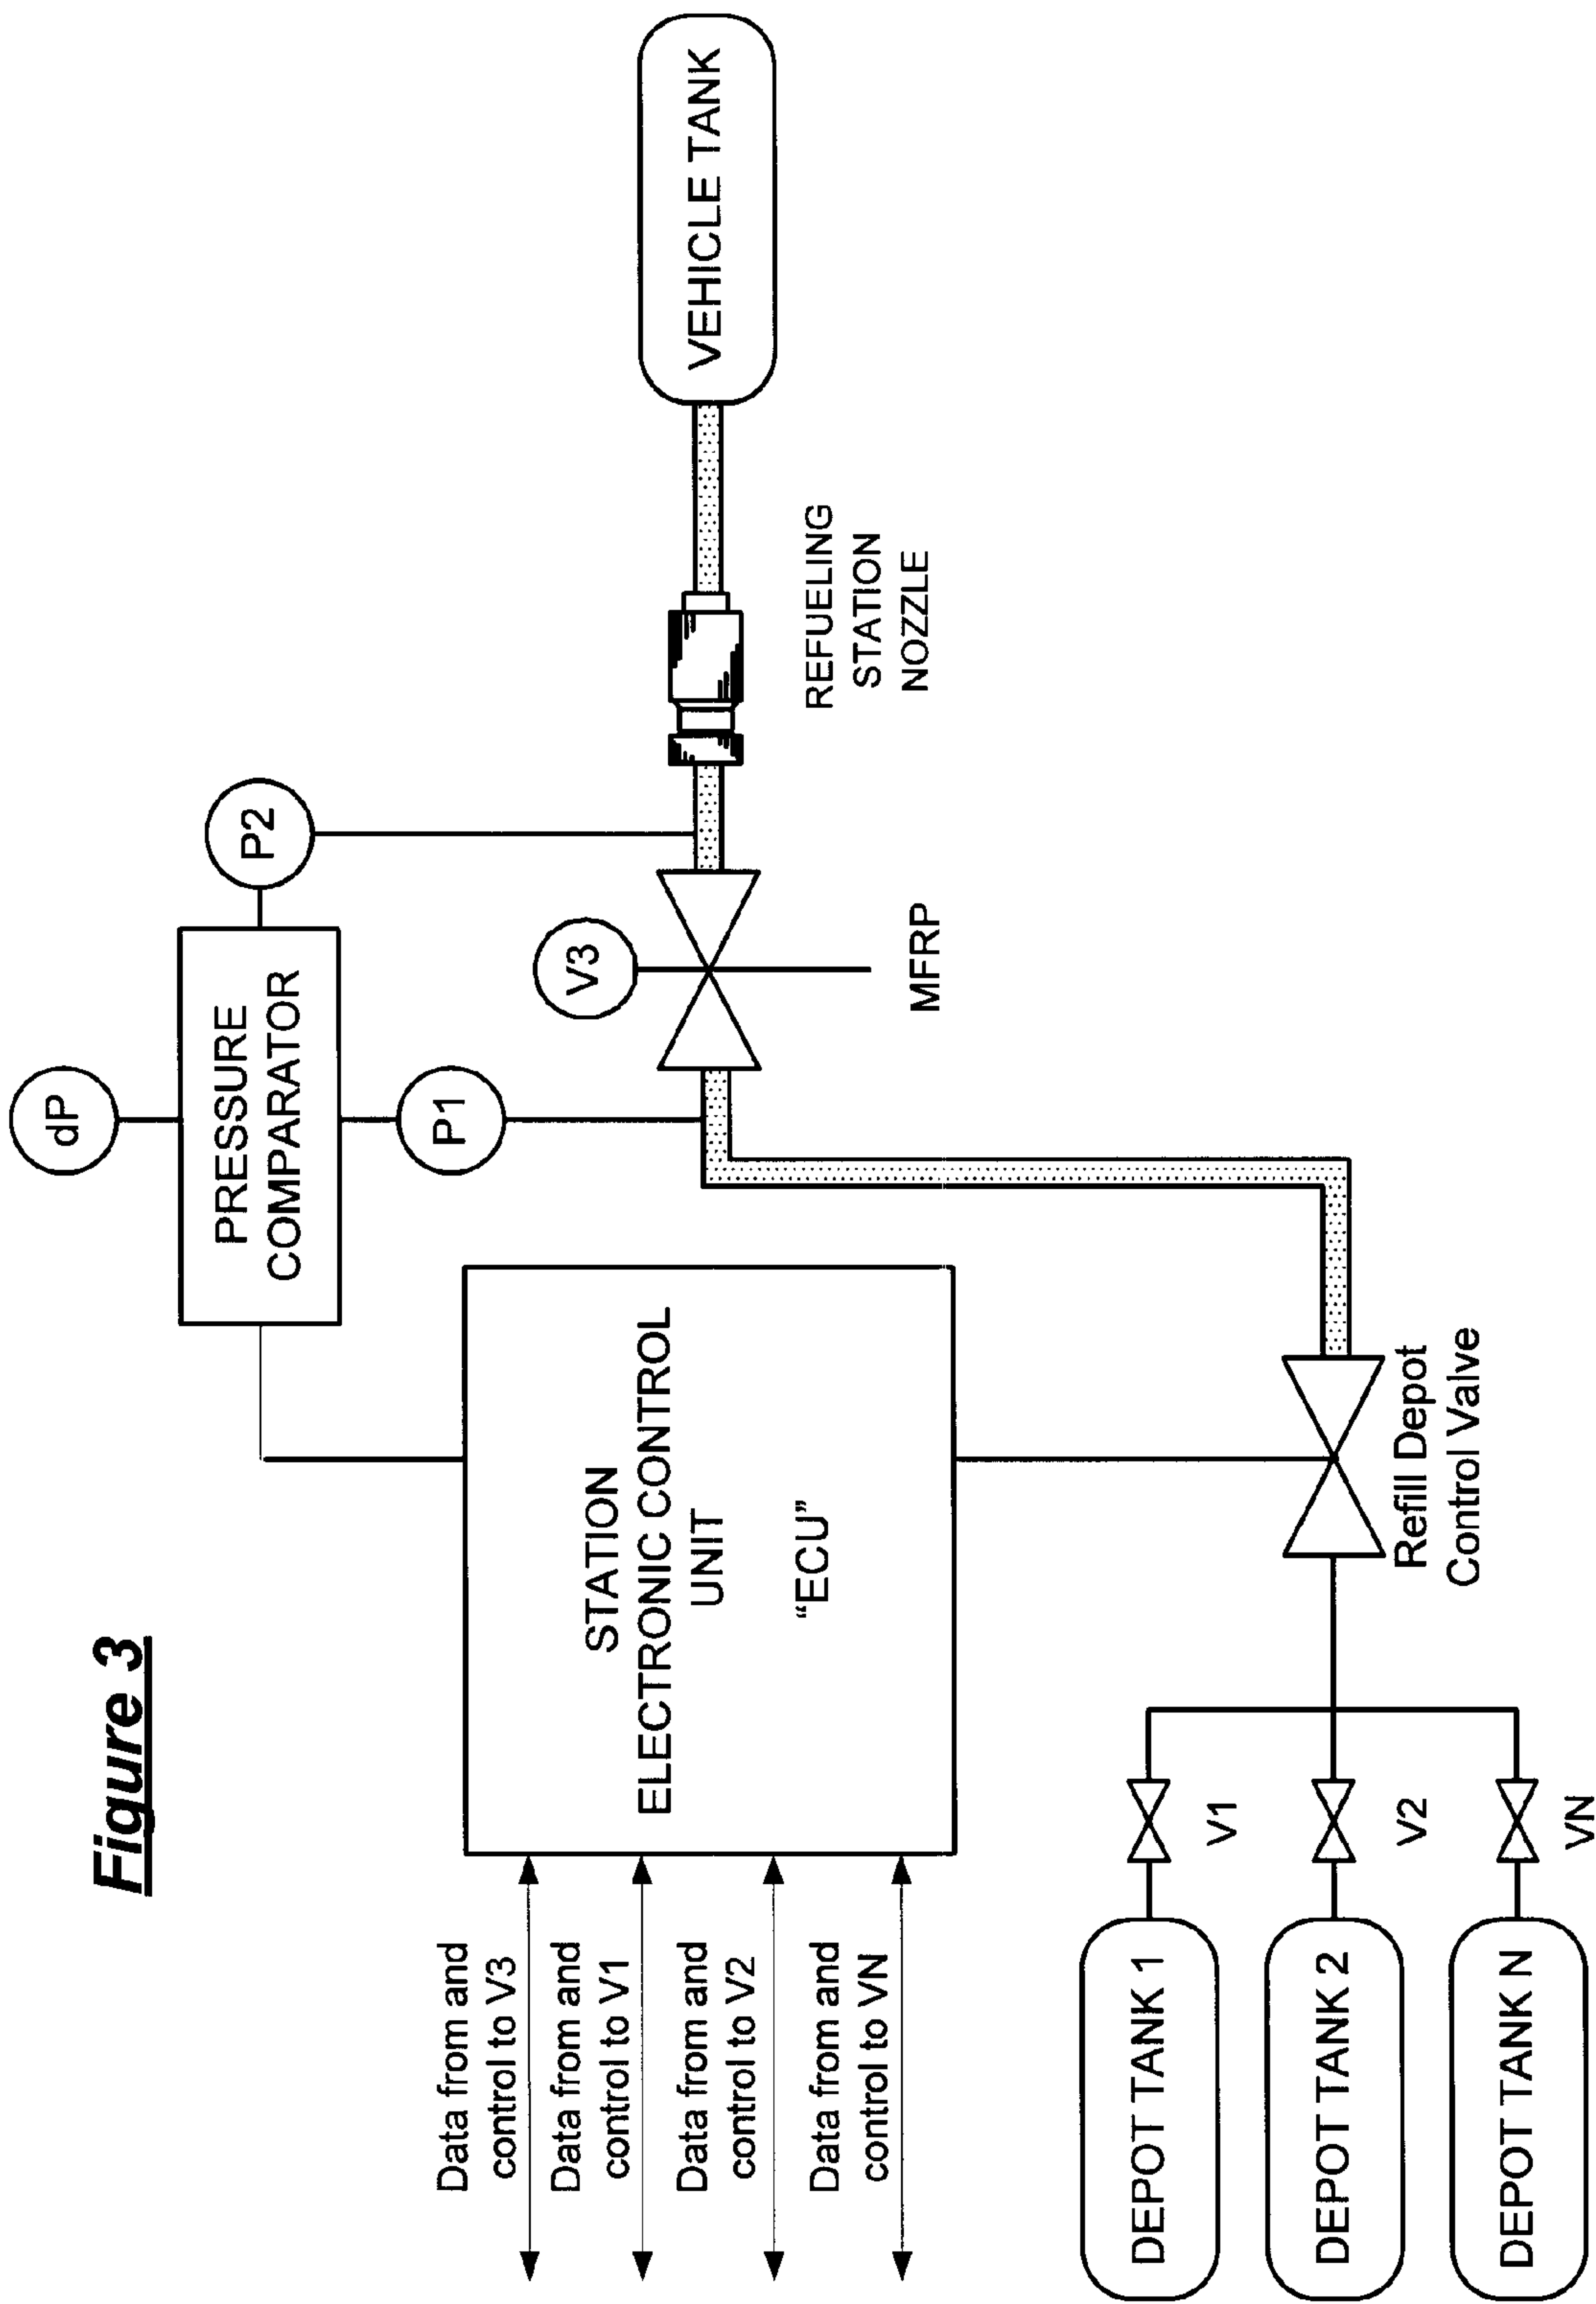 Figure 3
dP
PRESSURE
COMPARATOR
P2
P1
V3
MFRP
VEHICLE TANK
REFUELING
STATION
NOZZLE
STATION
ELECTRONIC CONTROL
UNIT
“ECU”
Data from and
control to V3
Data from and
control to V1
Data from and
control to V2
Data from and
control to VN
Refill Depot
Control Valve
DEPOT TANK 1
V1
DEPOT TANK 2
V2
DEPOT TANK N
VN